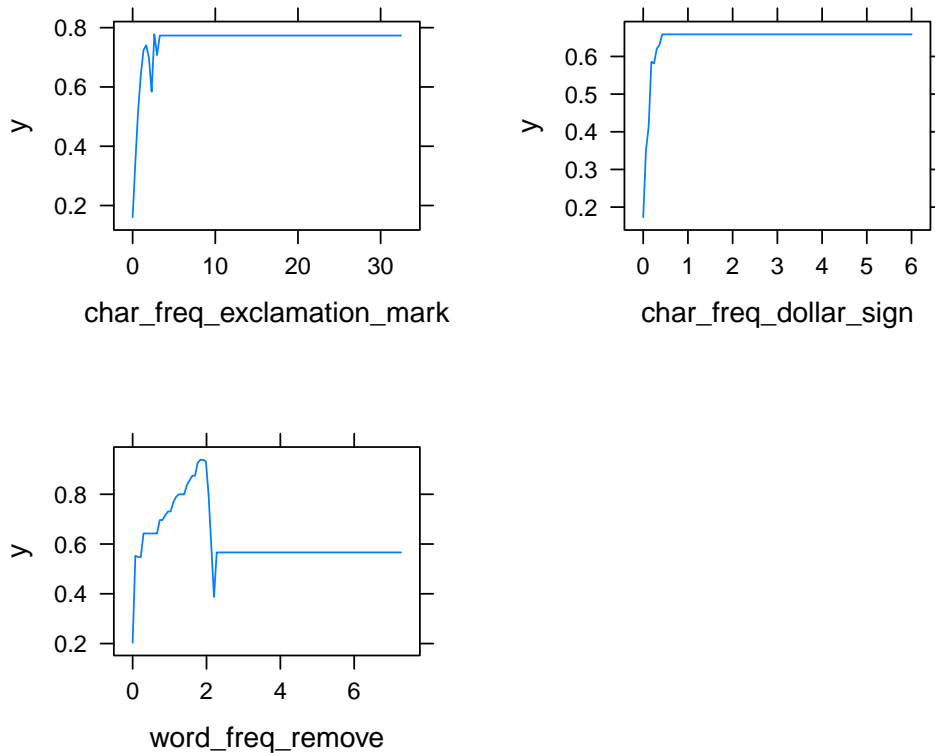 0.8
0.6
0.4
0.2
y
0 10 20 30
char_freq_exclamation_mark
0.6
0.5
0.4
0.3
0.2
y
0 1 2 3 4 5 6
char_freq_dollar_sign
0.8
0.6
0.4
0.2
y
0 2 4 6
word_freq_remove